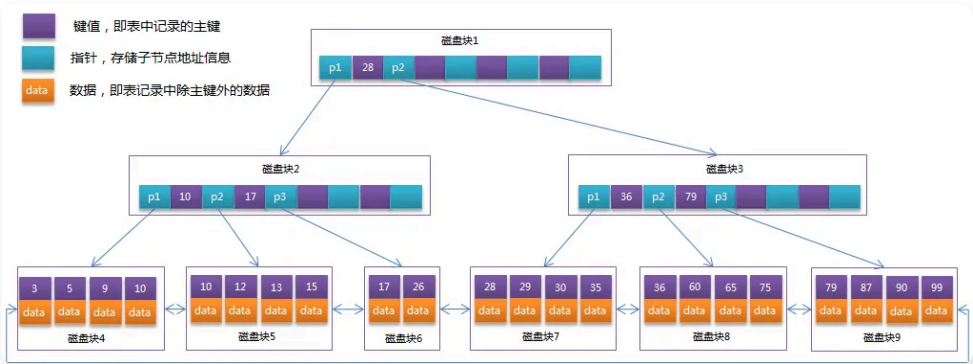 键值，即表中记录的主键
指针，存储子节点地址信息
data 数据，即表记录中除主键外的数据
磁盘块1
p1 28 p2
磁盘块2
p1 10 p2 17 p3
磁盘块3
p1 36 p2 79 p3
3 5 9 10
data data data data
磁盘块4
10 12 13 15
data data data data
磁盘块5
17 26
data data
磁盘块6
28 29 30 35
data data data data
磁盘块7
36 60 65 75
data data data data
磁盘块8
79 87 90 99
data data data data
磁盘块9